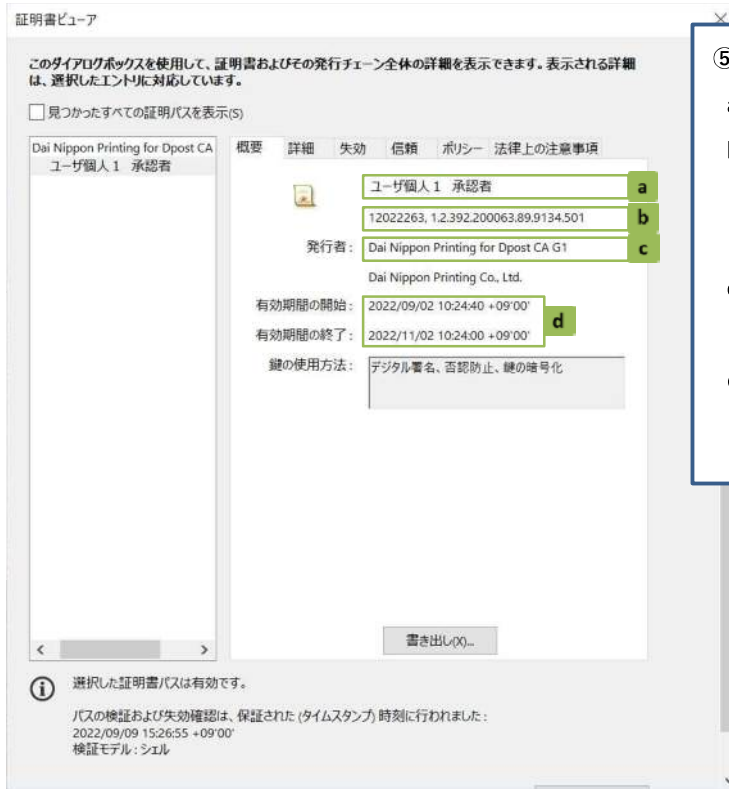 証明書ビューア
このダイアログボックスを使用して、証明書およびその発行チェーン全体の詳細を表示できます。表示される詳細
は、選択したエントリに対応しています。
見つかったすべての証明パスを表示(S)
Dai Nippon Printing for Dpost CA
ユーザ個人1 承認者
概要 詳細 失効 信頼 ポリシー 法律上の注意事項
ユーザ個人1 承認者 a
12022263, 1.2.392.200063.89.9134.501 b
発行者: Dai Nippon Printing for Dpost CA G1 c
Dai Nippon Printing Co., Ltd.
有効期間の開始: 2022/09/02 10:24:40 +09'00'
d
有効期間の終了: 2022/11/02 10:24:00 +09'00'
鍵の使用方法: デジタル署名、否認防止、鍵の暗号化
書き出し(X)...
選択した証明書パスは有効です。
パスの検証および失効確認は、保証された (タイムスタンプ) 時刻に行われました:
2022/09/09 15:26:55 +09'00'
検証モデル: シェル
⑤